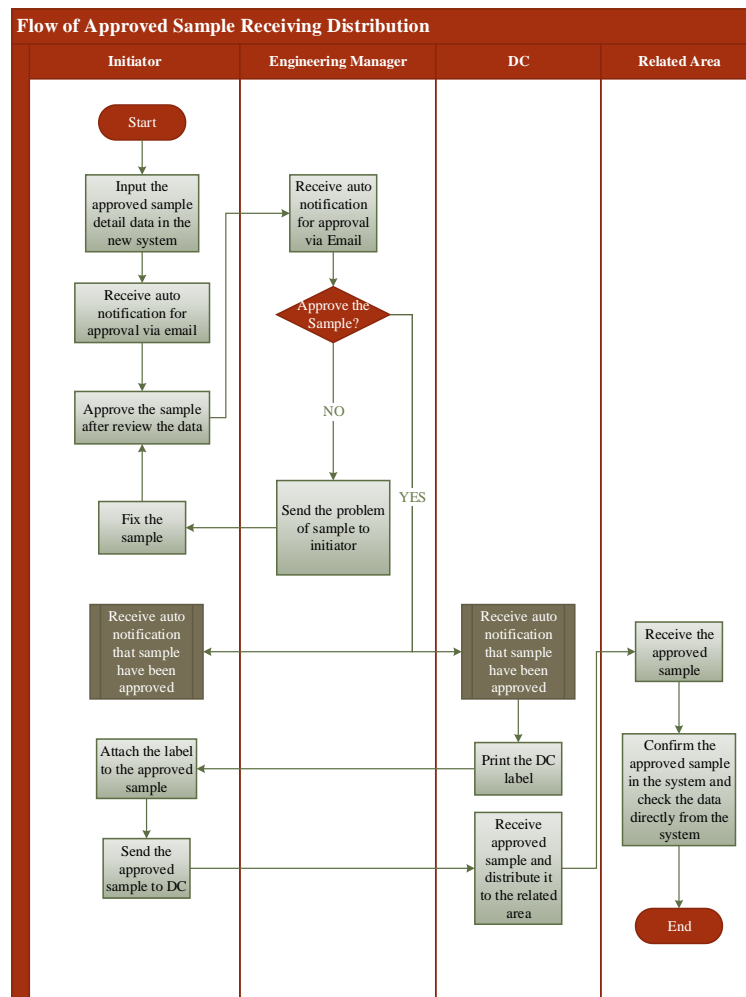 Flow of Approved Sample Receiving Distribution
Initiator
Engineering Manager
DC
Related Area
Start
Input the
approved sample
detail data in the
new system
Receive auto
notification for
approval via email
Approve the sample
after review the data
Fix the
sample
Receive auto
notification
for approval
via Email
Approve the
Sample?
NO
YES
Send the problem
of sample to
initiator
Receive auto
notification
that sample
have been
approved
Receive auto
notification
that sample
have been
approved
Print the DC
label
Attach the label
to the approved
sample
Send the
approved
sample to DC
Receive
approved
sample and
distribute it
to the related
area
Receive the
approved
sample
Confirm the
approved sample
in the system and
check the data
directly from the
system
End